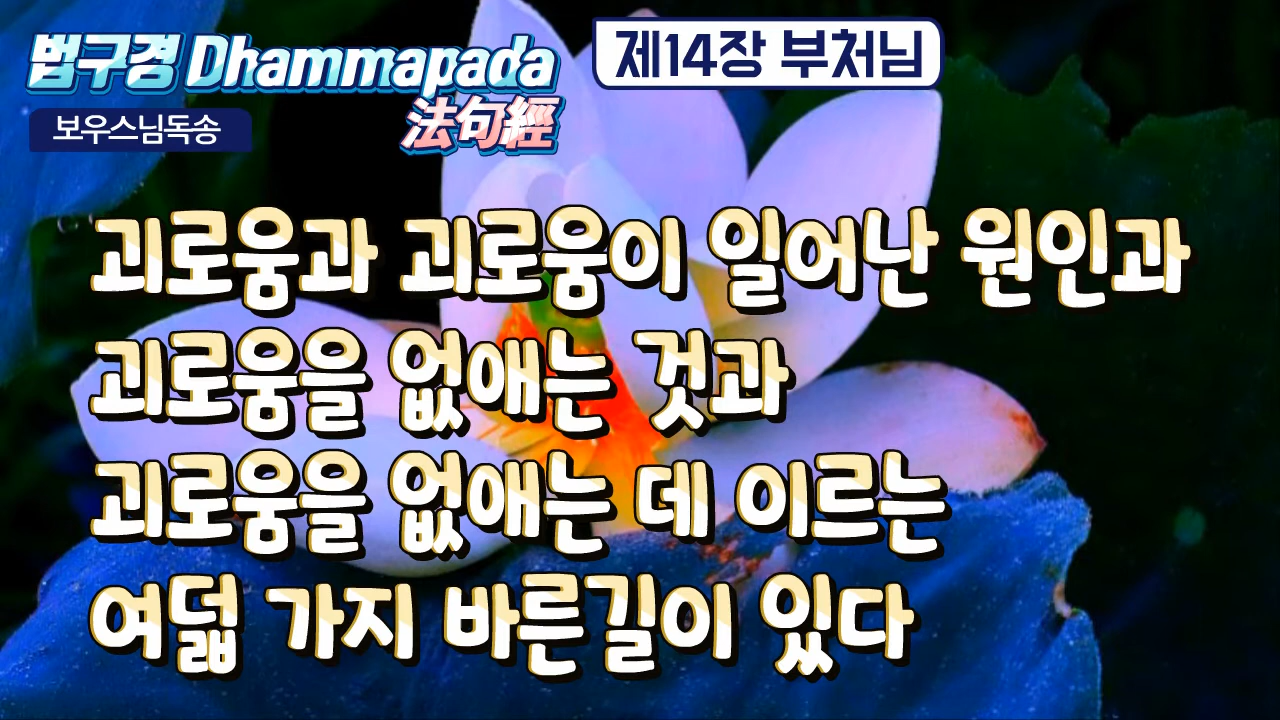 법구경 Dhammapada
法句經
보우스님독송
제14장 부처님
괴로움과 괴로움이 일어난 원인과
괴로움을 없애는 것과
괴로움을 없애는 데 이르는
여덟 가지 바른길이 있다